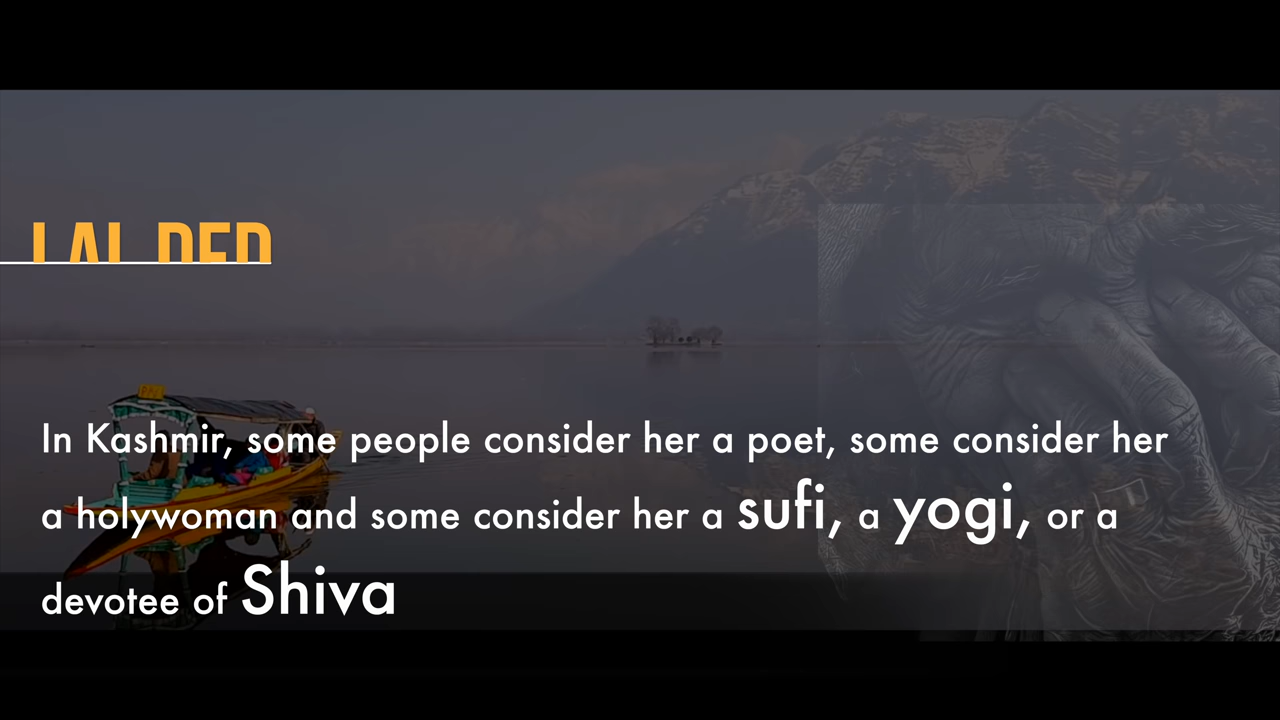 LAL DED
In Kashmir, some people consider her a poet, some consider her
a holywoman and some consider her a sufi, a yogi, or a
devotee of Shiva